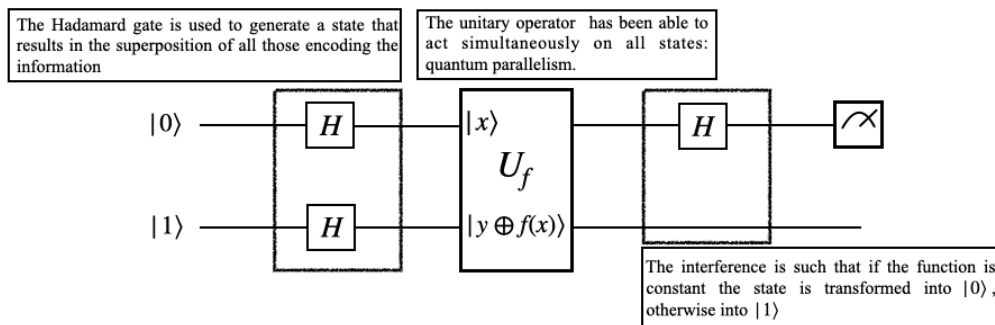 The Hadamard gate is used to generate a state that
results in the superposition of all those encoding the
information
The unitary operator has been able to
act simultaneously on all states:
quantum parallelism.
|0⟩
H
|x⟩
H
U_f
|1⟩
H
|y ⊕ f(x)⟩
The interference is such that if the function is
constant the state is transformed into |0⟩,
otherwise into |1⟩